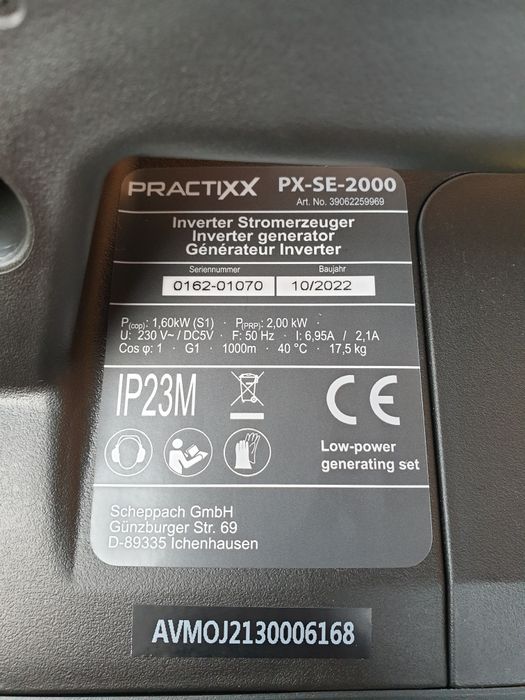 PRACTIXX PX-SE-2000
Art. No. 39062259969
Inverter Stromerzeuger
Inverter generator
Générateur Inverter
Seriennummer Baujahr
0162-01070 10/2022
P(cop): 1,60kW (S1) · P(PRP): 2,00 kW ·
U: 230 V~ / DC5V · F: 50 Hz · I: 6,95A / 2,1A
Cos φ: 1 · G1 · 1000m · 40 °C · 17,5 kg
IP23M CE
Low-power
generating set
Scheppach GmbH
Günzburger Str. 69
D-89335 Ichenhausen
AVMOJ2130006168